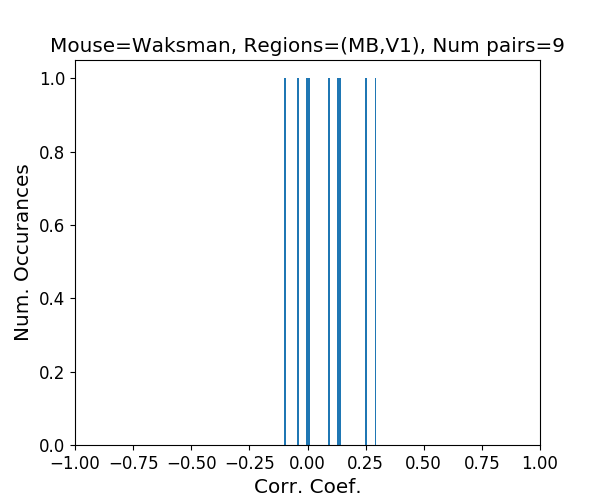 Mouse=Waksman, Regions=(MB,V1), Num pairs=9
Num. Occurances
1.0
0.8
0.6
0.4
0.2
0.0
−1.00 −0.75 −0.50 −0.25 0.00 0.25 0.50 0.75 1.00
Corr. Coef.